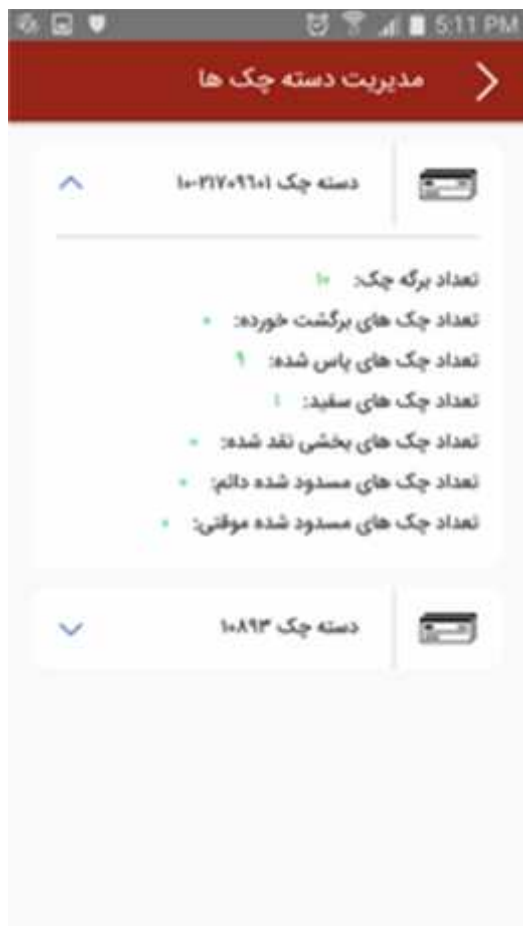 5:11 PM
مدیریت دسته چک ها
دسته چک ۱۰-۲۱۷۰۹۶۰۱
تعداد برگه چک: ۱۰
تعداد چک های برگشت خورده: ۰
تعداد چک های پاس شده: ۹
تعداد چک های سفید: ۱
تعداد چک های بخشی نقد شده: ۰
تعداد چک های مسدود شده دائم: ۰
تعداد چک های مسدود شده موقتی: ۰
دسته چک ۱۰۸۹۳